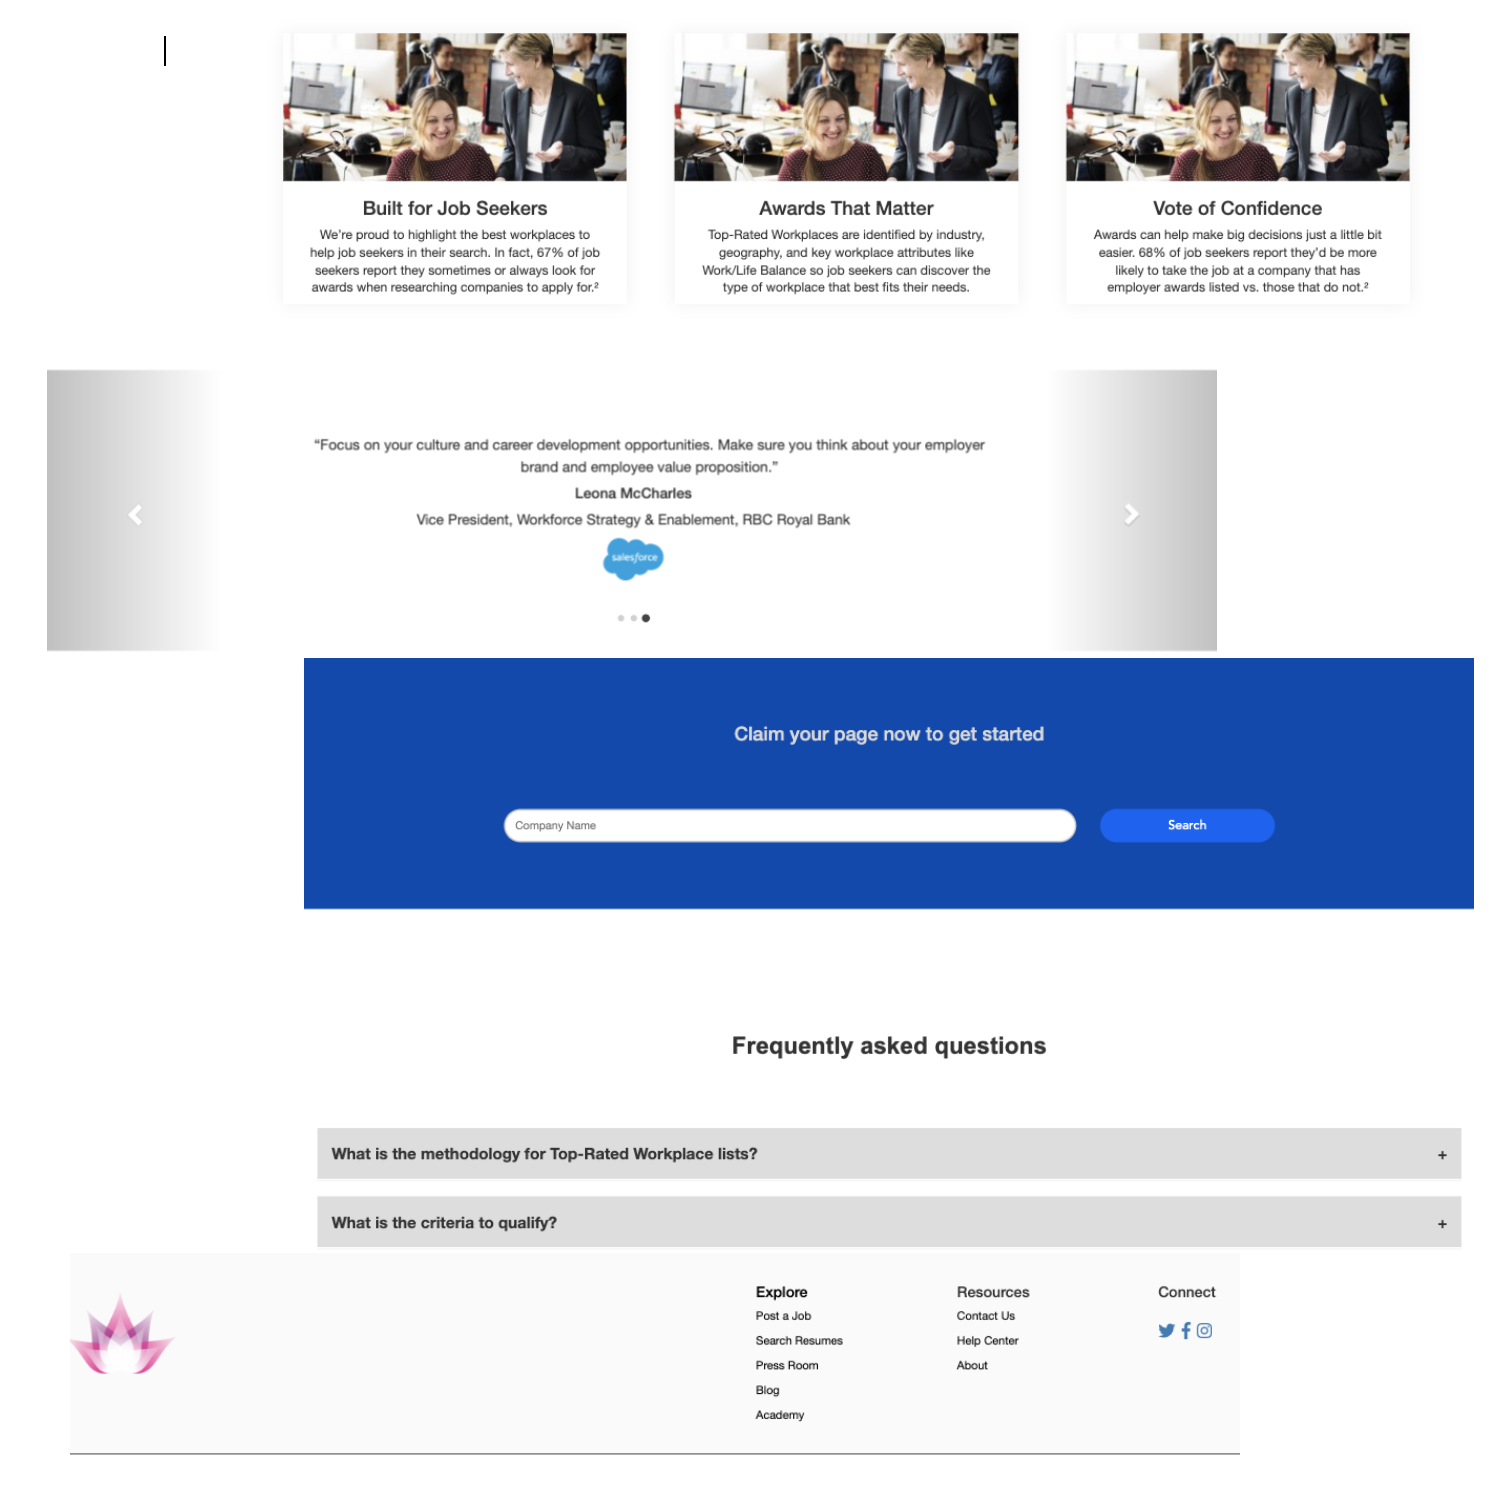 Built for Job Seekers
We're proud to highlight the best workplaces to
help job seekers in their search. In fact, 67% of job
seekers report they sometimes or always look for
awards when researching companies to apply for.²
Awards That Matter
Top-Rated Workplaces are identified by industry,
geography, and key workplace attributes like
Work/Life Balance so job seekers can discover the
type of workplace that best fits their needs.
Vote of Confidence
Awards can help make big decisions just a little bit
easier. 68% of job seekers report they'd be more
likely to take the job at a company that has
employer awards listed vs. those that do not.²
“Focus on your culture and career development opportunities. Make sure you think about your employer
brand and employee value proposition.”
Leona McCharles
Vice President, Workforce Strategy & Enablement, RBC Royal Bank
salesforce
Claim your page now to get started
Company Name
Search
Frequently asked questions
What is the methodology for Top-Rated Workplace lists? +
What is the criteria to qualify? +
Explore
Post a Job
Search Resumes
Press Room
Blog
Academy
Resources
Contact Us
Help Center
About
Connect